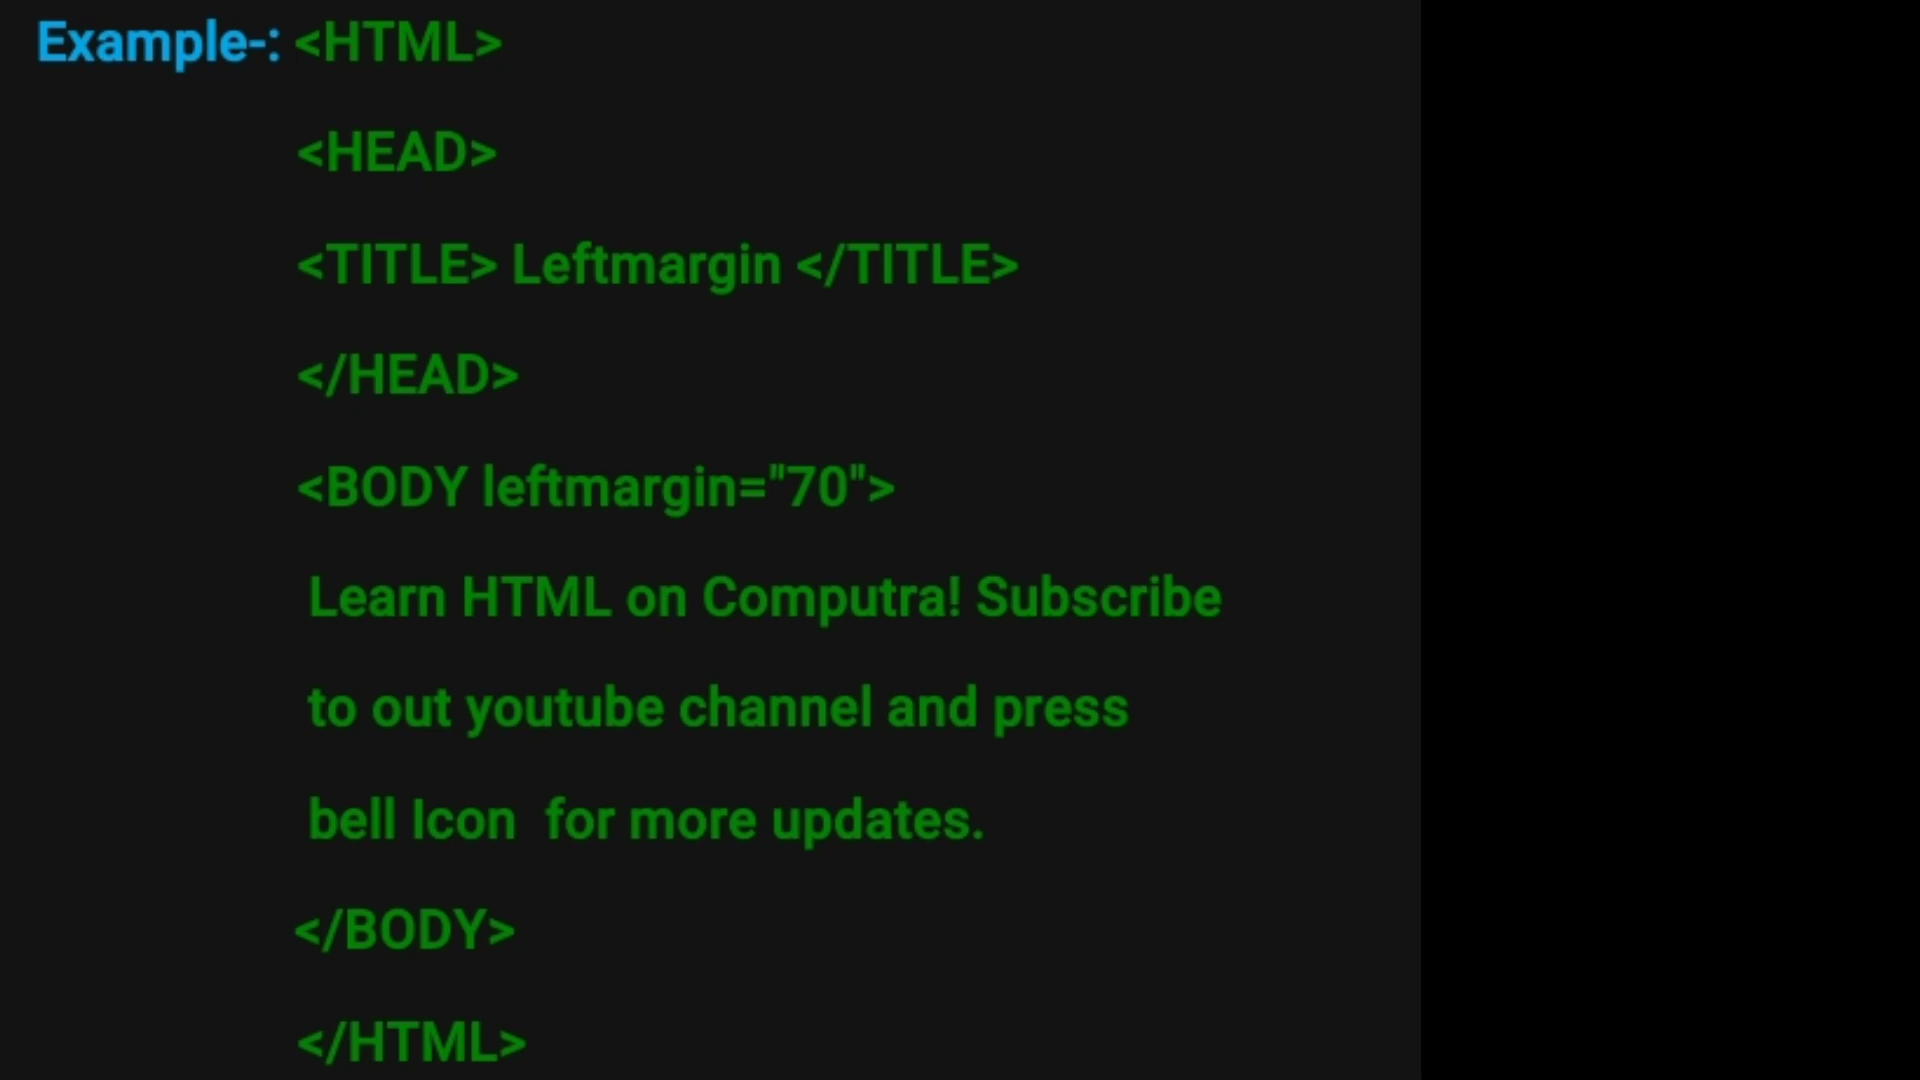 Example-: <HTML>
<HEAD>
<TITLE> Leftmargin </TITLE>
</HEAD>
<BODY leftmargin="70">
Learn HTML on Computra! Subscribe
to out youtube channel and press
bell Icon  for more updates.
</BODY>
</HTML>